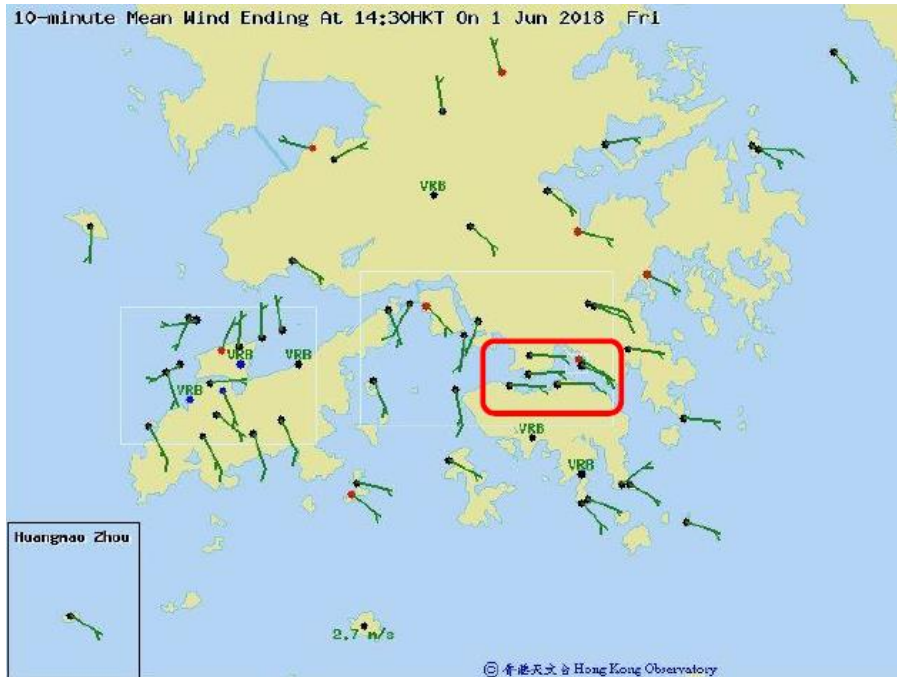 10-minute Mean Wind Ending At 14:30HKT On 1 Jun 2018 Fri
VRB
VRB
VRB
VRB
VRB
VRB
Huangmao Zhou
2.7 m/s
© 香港天文台 Hong Kong Observatory